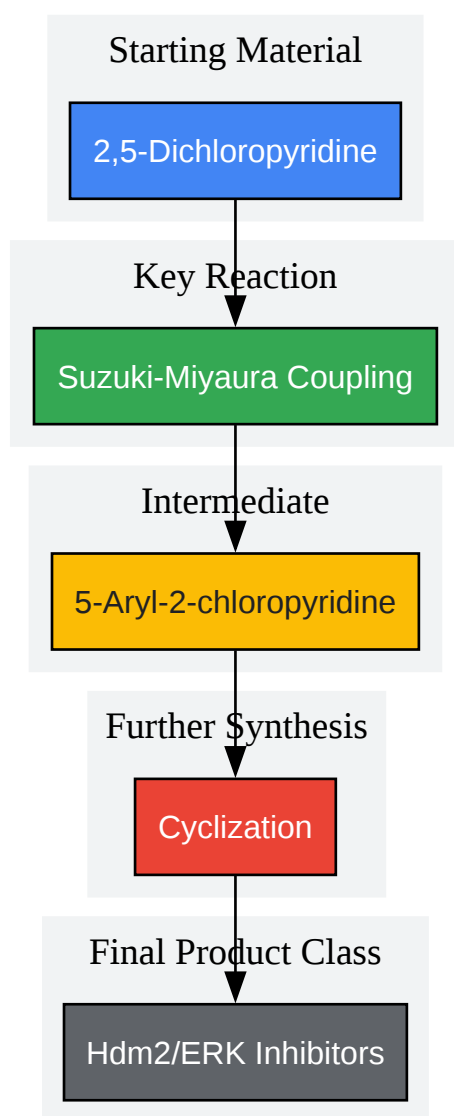 Starting Material
2,5-Dichloropyridine
Key Reaction
Suzuki-Miyaura Coupling
Intermediate
5-Aryl-2-chloropyridine
Further Synthesis
Cyclization
Final Product Class
Hdm2/ERK Inhibitors